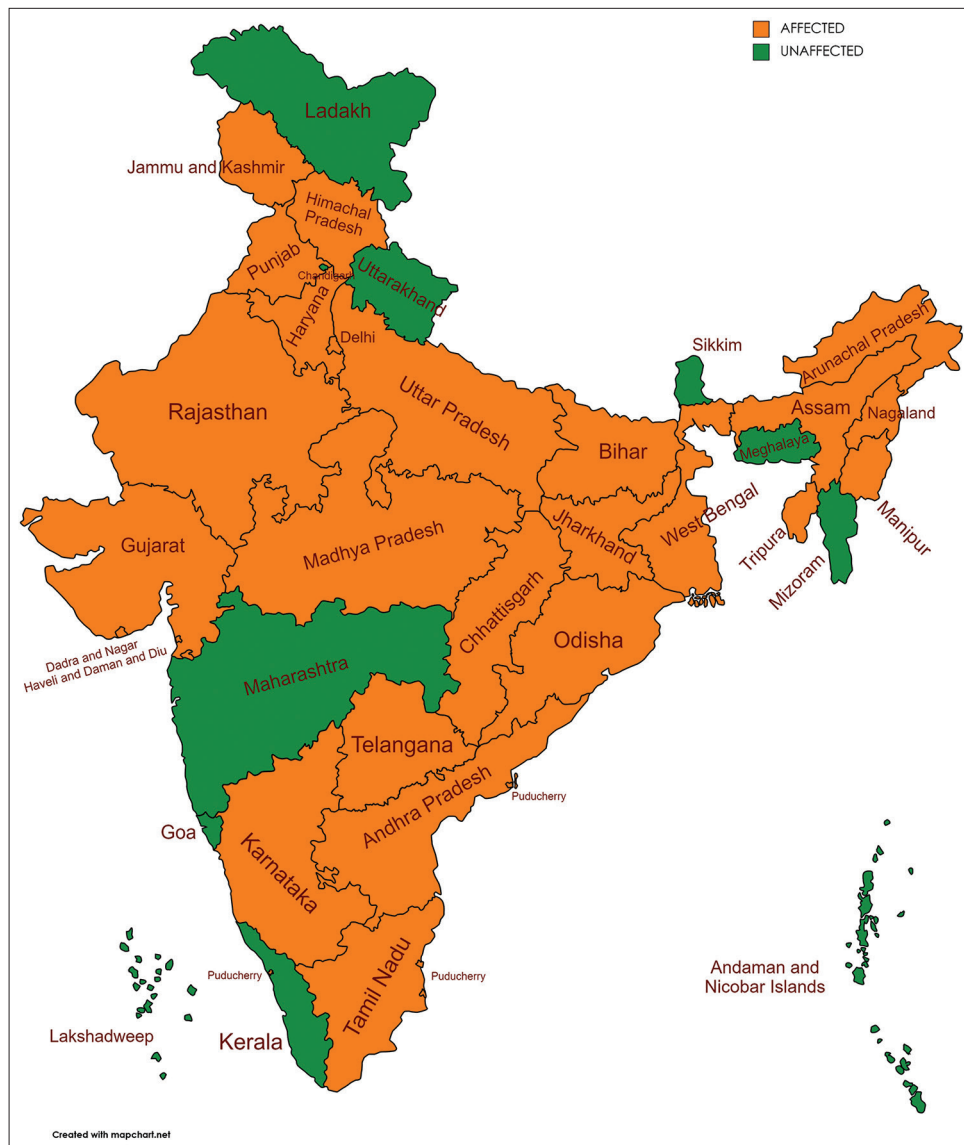 AFFECTED
UNAFFECTED
Ladakh
Jammu and Kashmir
Himachal
Pradesh
Punjab
Chandigarh
Uttarakhand
Haryana
Delhi
Sikkim
Arunachal Pradesh
Rajasthan
Uttar Pradesh
Bihar
Assam
Nagaland
Meghalaya
Gujarat
Madhya Pradesh
Jharkhand
West Bengal
Tripura
Mizoram
Manipur
Chhattisgarh
Odisha
Dadra and Nagar
Haveli and Daman and Diu
Maharashtra
Telangana
Andhra Pradesh
Puducherry
Goa
Karnataka
Puducherry
Tamil Nadu
Puducherry
Andaman and
Nicobar Islands
Lakshadweep
Kerala
Created with mapchart.net